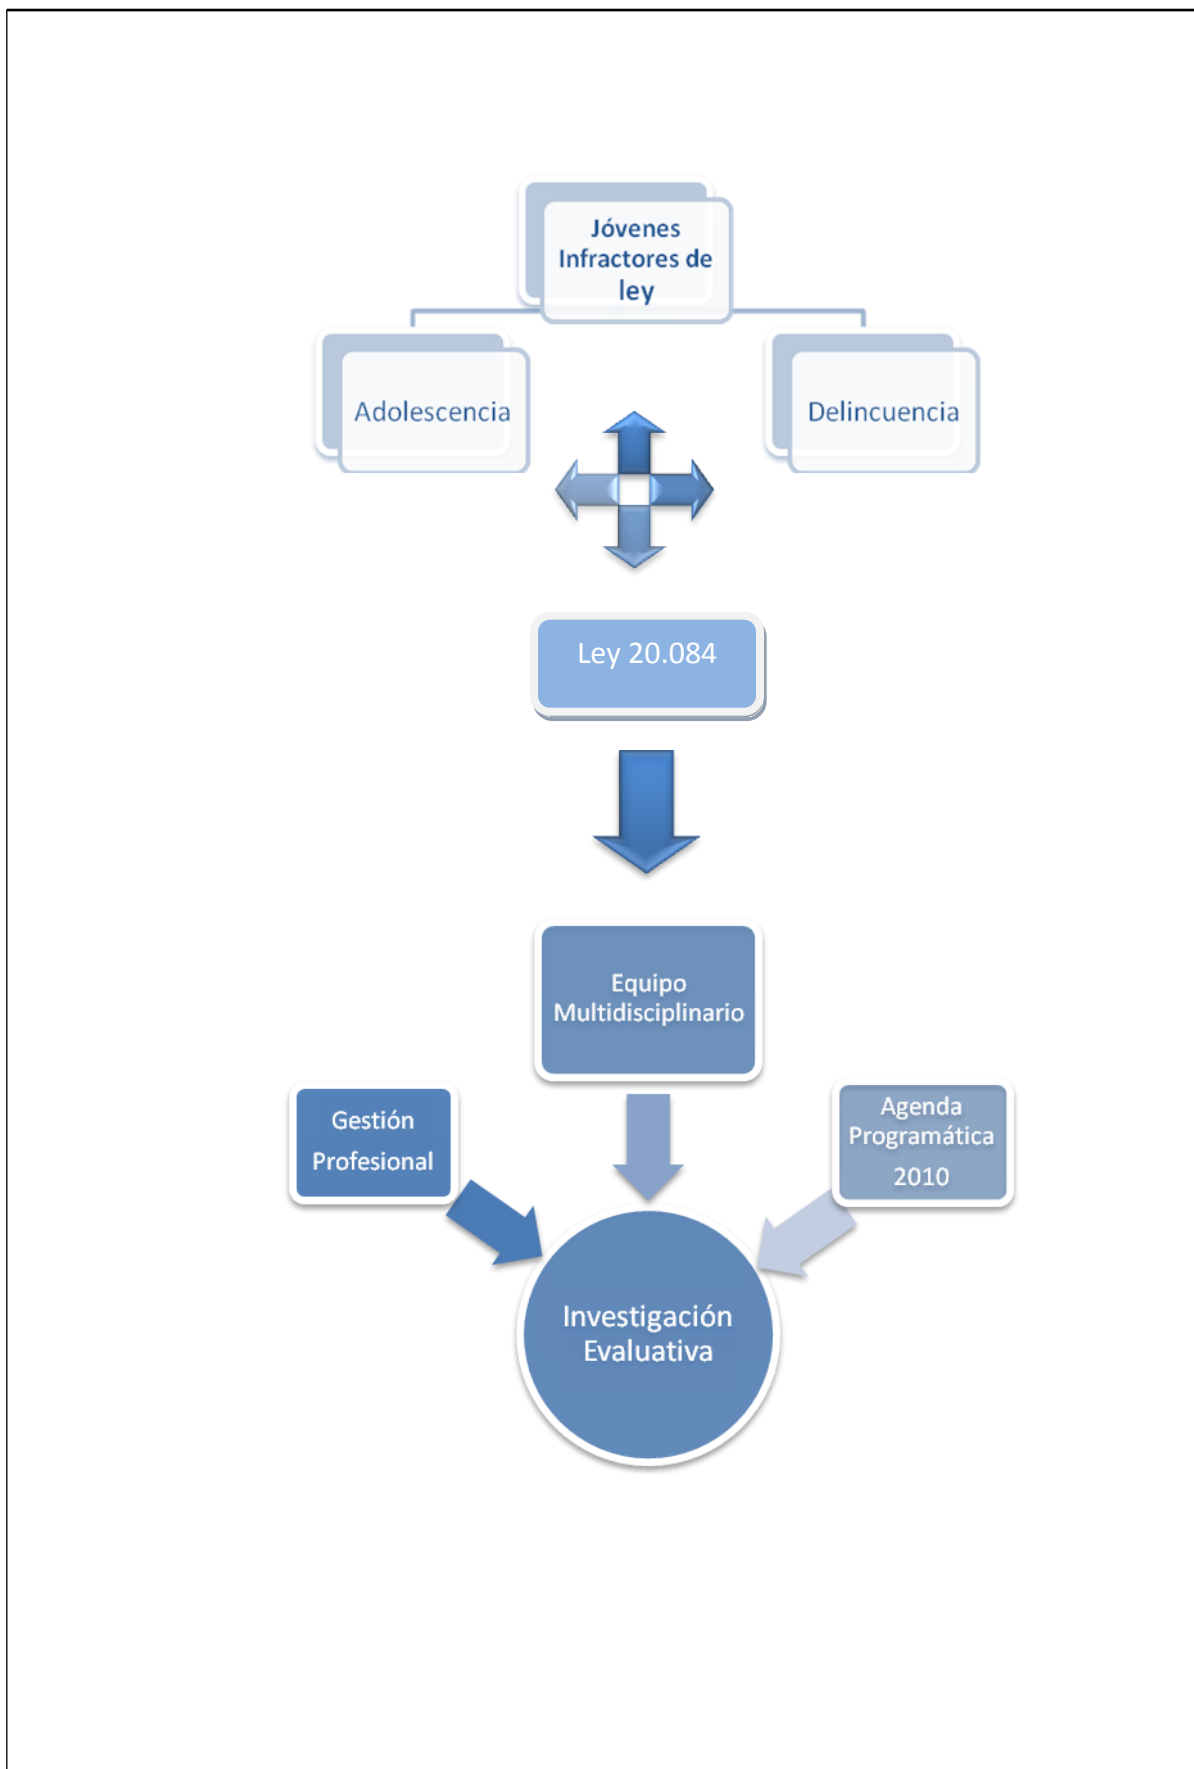 Jóvenes
Infractores de
ley
Adolescencia
Delincuencia
Ley 20.084
Equipo
Multidisciplinario
Gestión
Profesional
Agenda
Programática
2010
Investigación
Evaluativa